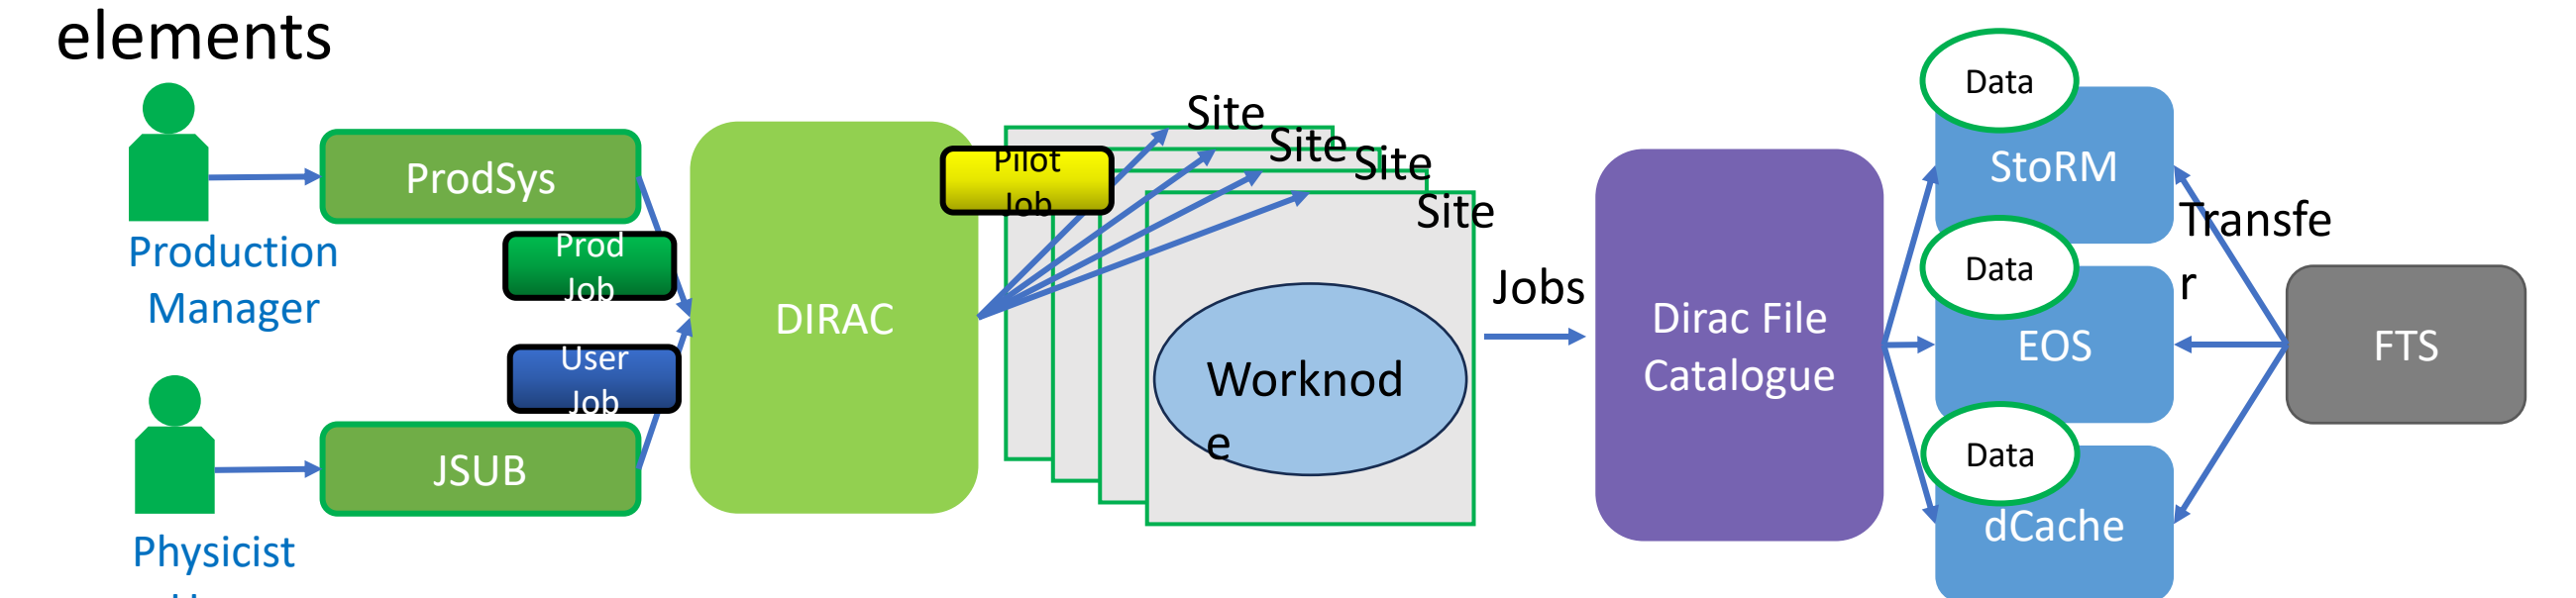 elements
ProdSys
Production
Manager
Prod
Job
User
Job
JSUB
Physicist
DIRAC
Pilot
Job
Site
Site
Site
Site
Worknod
e
Jobs
Dirac File
Catalogue
Data
StoRM
Data
EOS
Data
dCache
Transfe
r
FTS